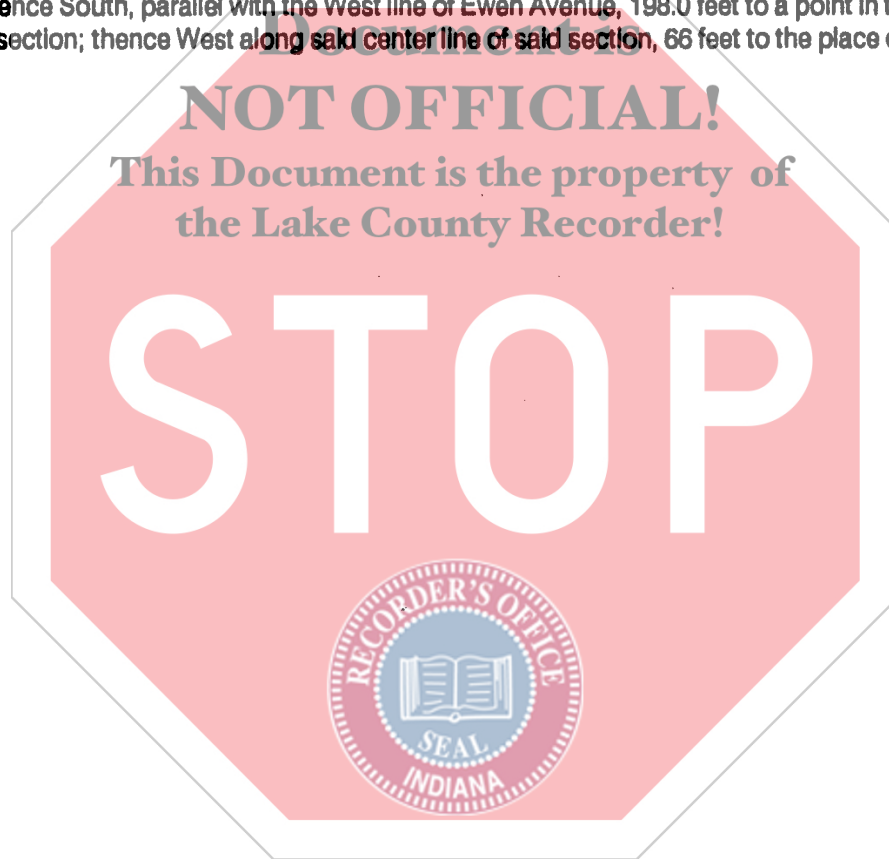 ence South, parallel with the West line of Ewen Avenue, 198.0 feet to a point in
section; thence West along said center line of said section, 66 feet to the place
Document is
NOT OFFICIAL!
This Document is the property of
the Lake County Recorder!
STOP
RECORDER'S OFFICE
SEAL
INDIANA